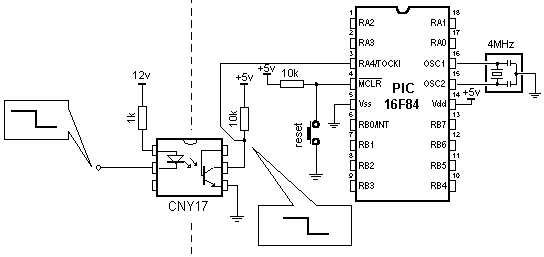 1 RA2 RA1 18
2 RA3 RA0 17
3 RA4/TOCKI OSC1 16
4 MCLR OSC2 15
5 Vss Vdd 14
6 RB0/INT RB7 13
7 RB1 RB6 12
8 RB2 RB5 11
9 RB3 RB4 10
PIC
16F84
4MHz
+5v
12v
+5v
+5v
10k
1k
10k
reset
CNY17